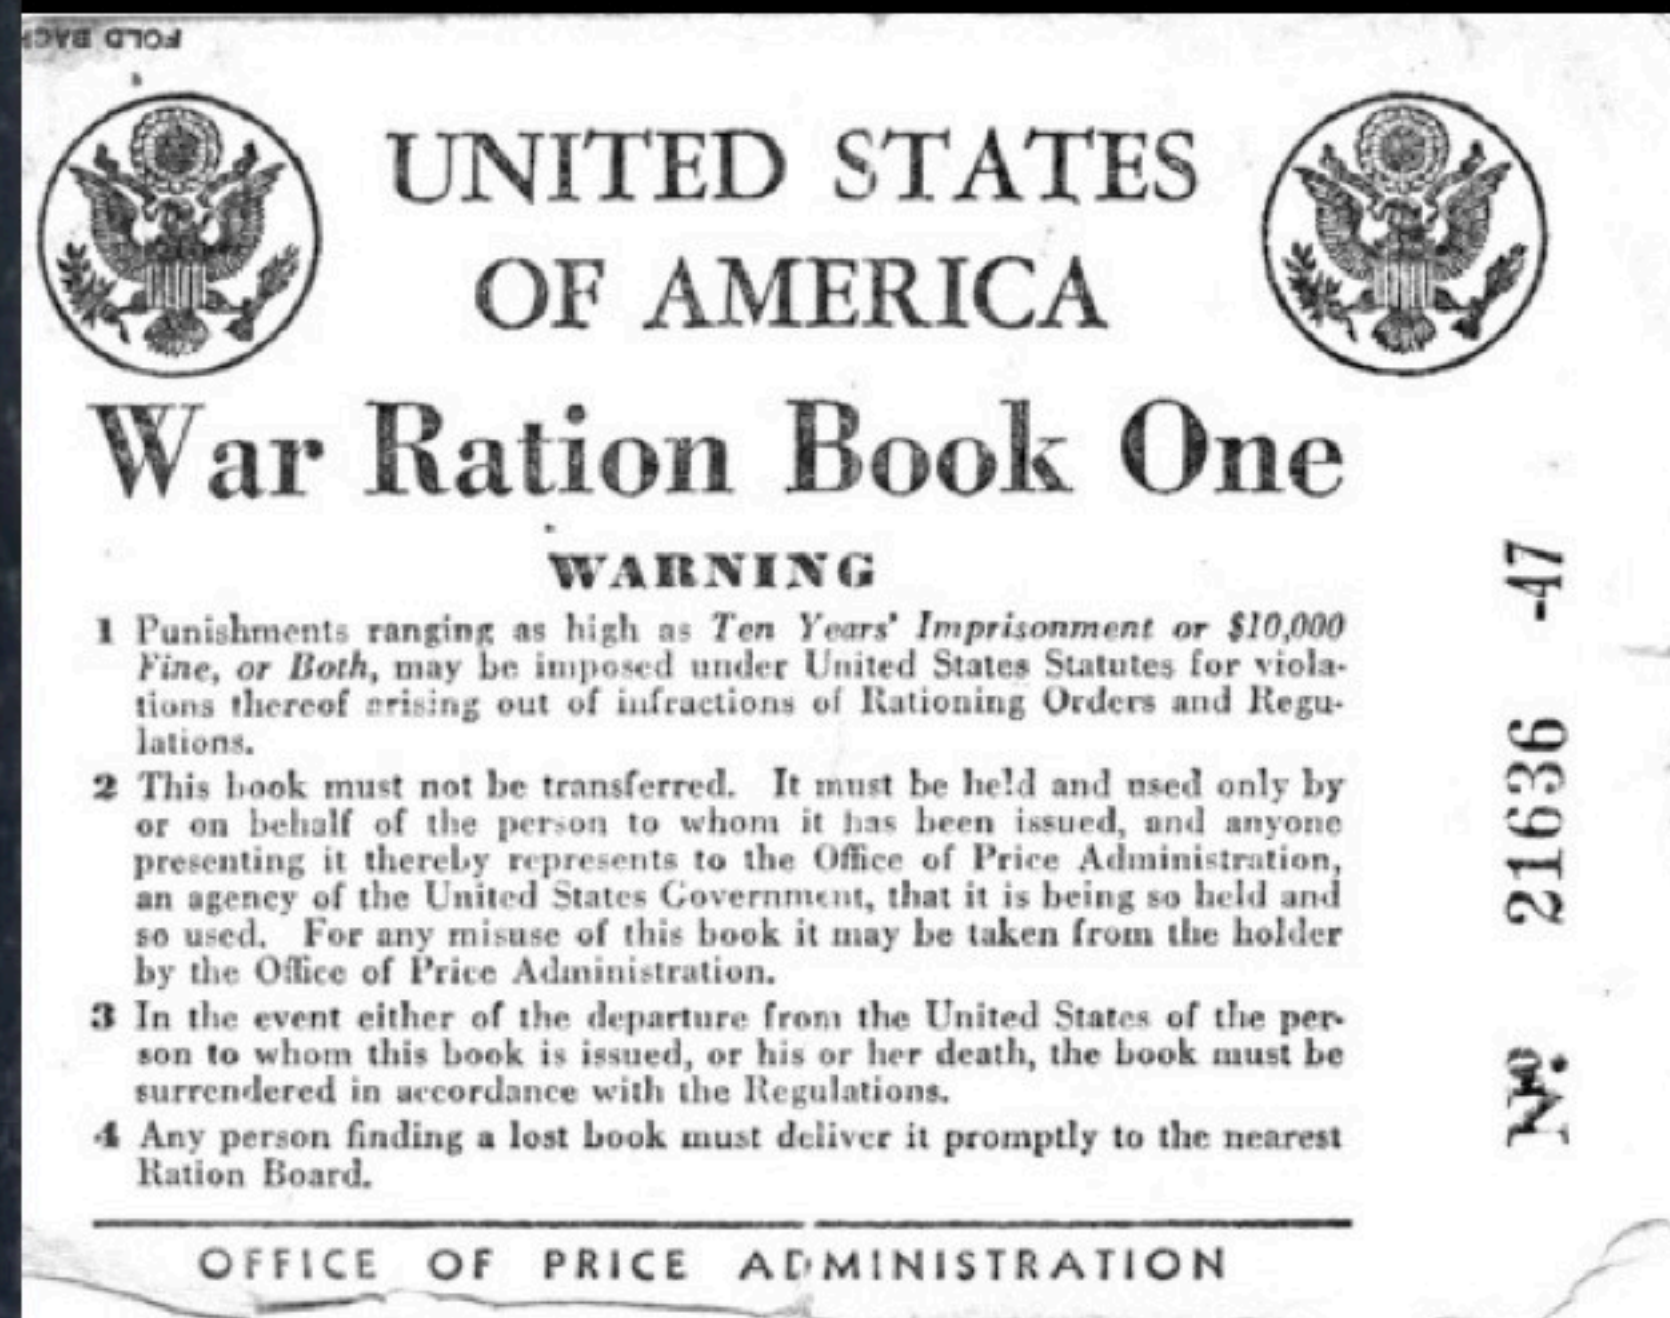 FOLD BACK
UNITED STATES
OF AMERICA
War Ration Book One
WARNING
1 Punishments ranging as high as Ten Years' Imprisonment or $10,000
Fine, or Both, may be imposed under United States Statutes for viola-
tions thereof arising out of infractions of Rationing Orders and Regu-
lations.
2 This book must not be transferred. It must be held and used only by
or on behalf of the person to whom it has been issued, and anyone
presenting it thereby represents to the Office of Price Administration,
an agency of the United States Government, that it is being so held and
so used. For any misuse of this book it may be taken from the holder
by the Office of Price Administration.
3 In the event either of the departure from the United States of the per-
son to whom this book is issued, or his or her death, the book must be
surrendered in accordance with the Regulations.
4 Any person finding a lost book must deliver it promptly to the nearest
Ration Board.
OFFICE OF PRICE ADMINISTRATION
No. 21636 -47